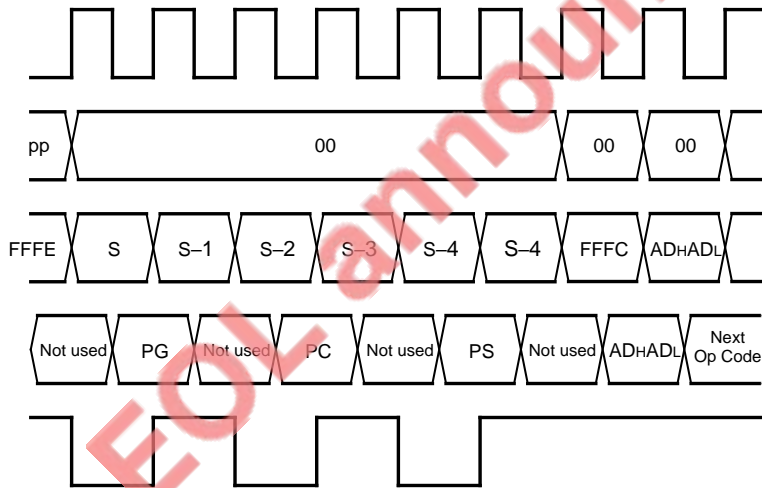 pp 00 00 00
FFFE S S–1 S–2 S–3 S–4 S–4 FFFC ADHADL
Not used PG Not used PC Not used PS Not used ADHADL Next
Op Code
EOL announ